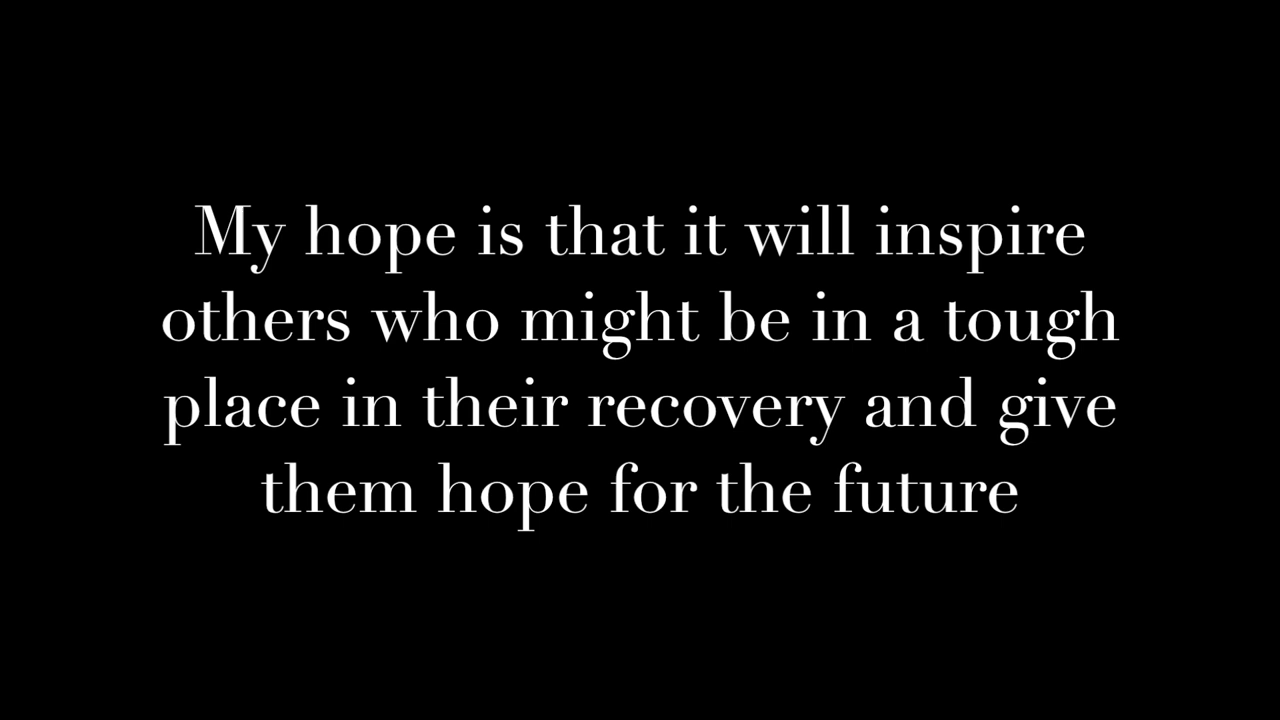 My hope is that it will inspire
others who might be in a tough
place in their recovery and give
them hope for the future